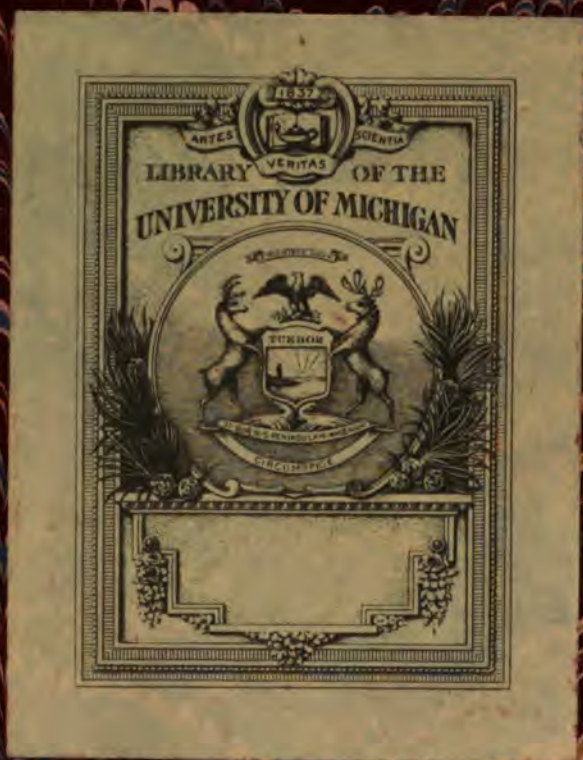 1837
ARTES SCIENTIA
VERITAS
LIBRARY OF THE
UNIVERSITY OF MICHIGAN
TUEBOR
CIRCUMSPICE